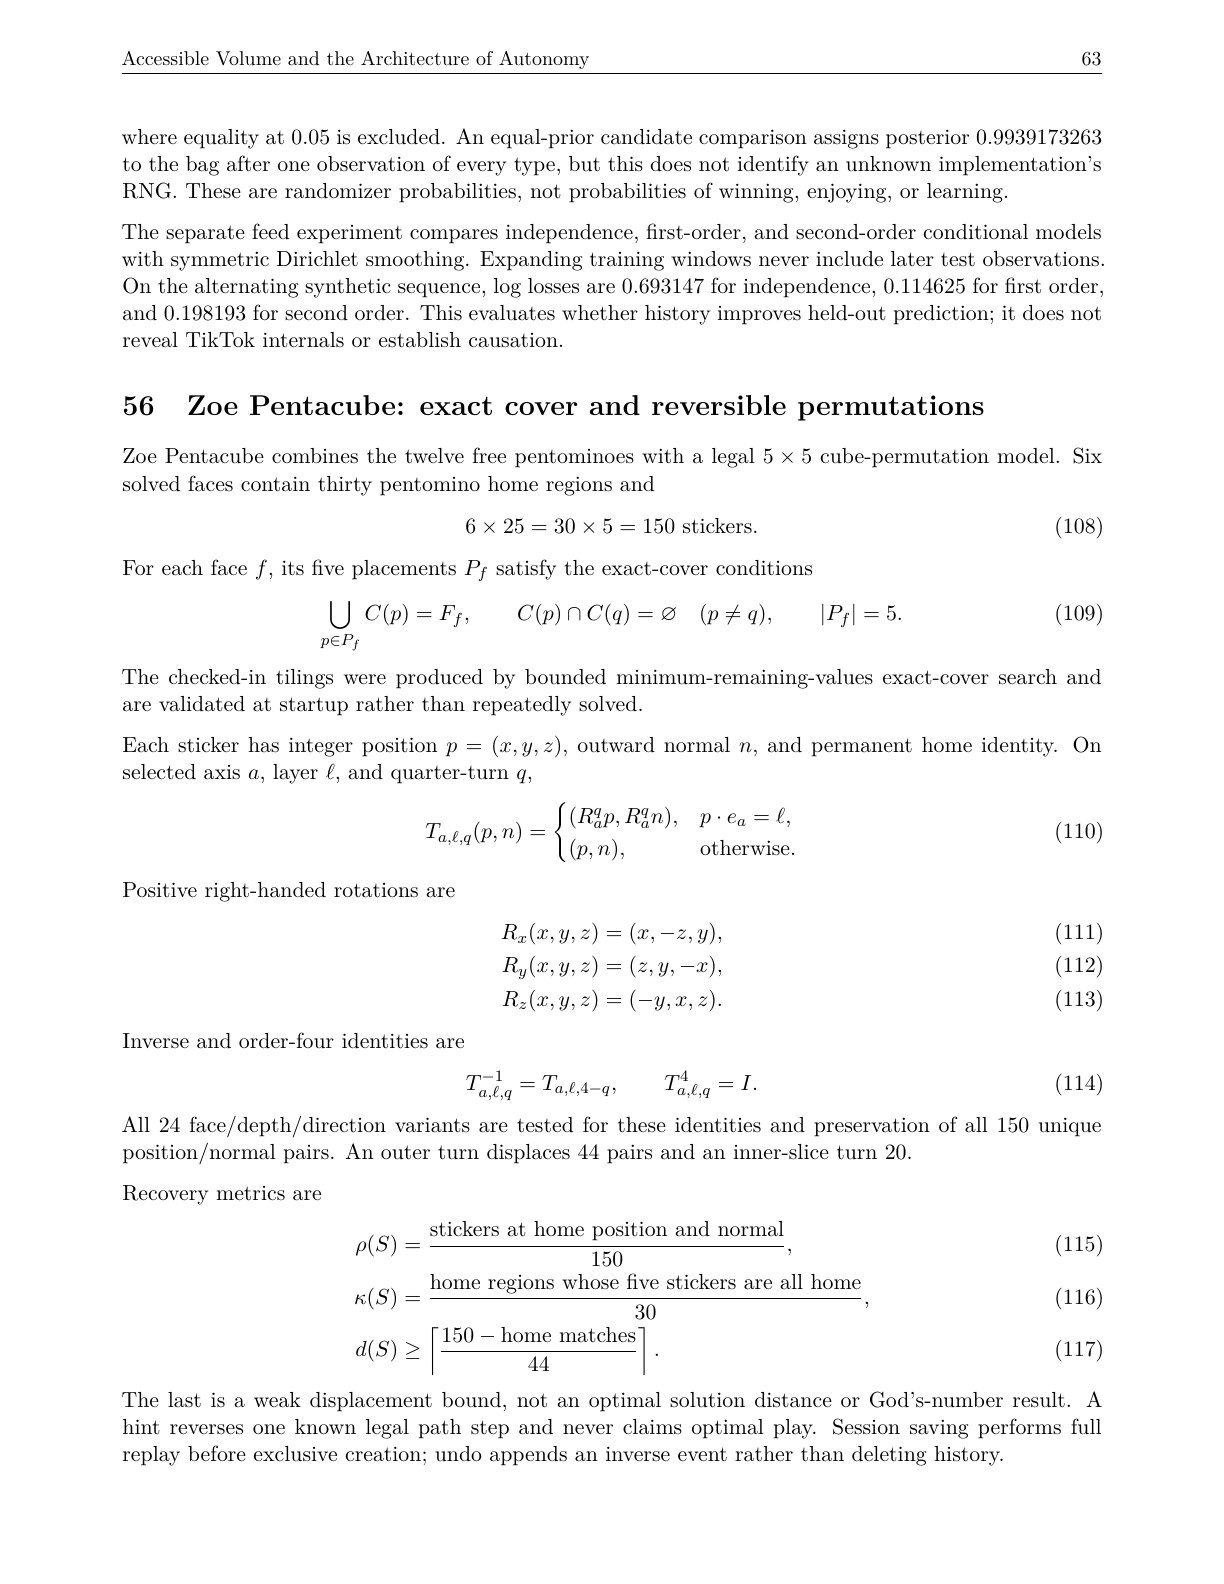 Accessible Volume and the Architecture of Autonomy 63
where equality at 0.05 is excluded. An equal-prior candidate comparison assigns posterior 0.9939173263
to the bag after one observation of every type, but this does not identify an unknown implementation's
RNG. These are randomizer probabilities, not probabilities of winning, enjoying, or learning.
The separate feed experiment compares independence, first-order, and second-order conditional models
with symmetric Dirichlet smoothing. Expanding training windows never include later test observations.
On the alternating synthetic sequence, log losses are 0.693147 for independence, 0.114625 for first order,
and 0.198193 for second order. This evaluates whether history improves held-out prediction; it does not
reveal TikTok internals or establish causation.
56 Zoe Pentacube: exact cover and reversible permutations
Zoe Pentacube combines the twelve free pentominoes with a legal 5 × 5 cube-permutation model. Six
solved faces contain thirty pentomino home regions and
6 × 25 = 30 × 5 = 150 stickers. (108)
For each face f, its five placements P_f satisfy the exact-cover conditions
⋃_{p∈P_f} C(p) = F_f, C(p) ∩ C(q) = ∅ (p ≠ q), |P_f| = 5. (109)
The checked-in tilings were produced by bounded minimum-remaining-values exact-cover search and
are validated at startup rather than repeatedly solved.
Each sticker has integer position p = (x, y, z), outward normal n, and permanent home identity. On
selected axis a, layer ℓ, and quarter-turn q,
T_{a,ℓ,q}(p, n) = { (R_a^q p, R_a^q n), p · e_a = ℓ,
(p, n), otherwise. (110)
Positive right-handed rotations are
R_x(x, y, z) = (x, −z, y), (111)
R_y(x, y, z) = (z, y, −x), (112)
R_z(x, y, z) = (−y, x, z). (113)
Inverse and order-four identities are
T_{a,ℓ,q}^{−1} = T_{a,ℓ,4−q}, T_{a,ℓ,q}^4 = I. (114)
All 24 face/depth/direction variants are tested for these identities and preservation of all 150 unique
position/normal pairs. An outer turn displaces 44 pairs and an inner-slice turn 20.
Recovery metrics are
ρ(S) = stickers at home position and normal / 150, (115)
κ(S) = home regions whose five stickers are all home / 30, (116)
d(S) ≥ ⌈150 − home matches / 44⌉. (117)
The last is a weak displacement bound, not an optimal solution distance or God's-number result. A
hint reverses one known legal path step and never claims optimal play. Session saving performs full
replay before exclusive creation; undo appends an inverse event rather than deleting history.